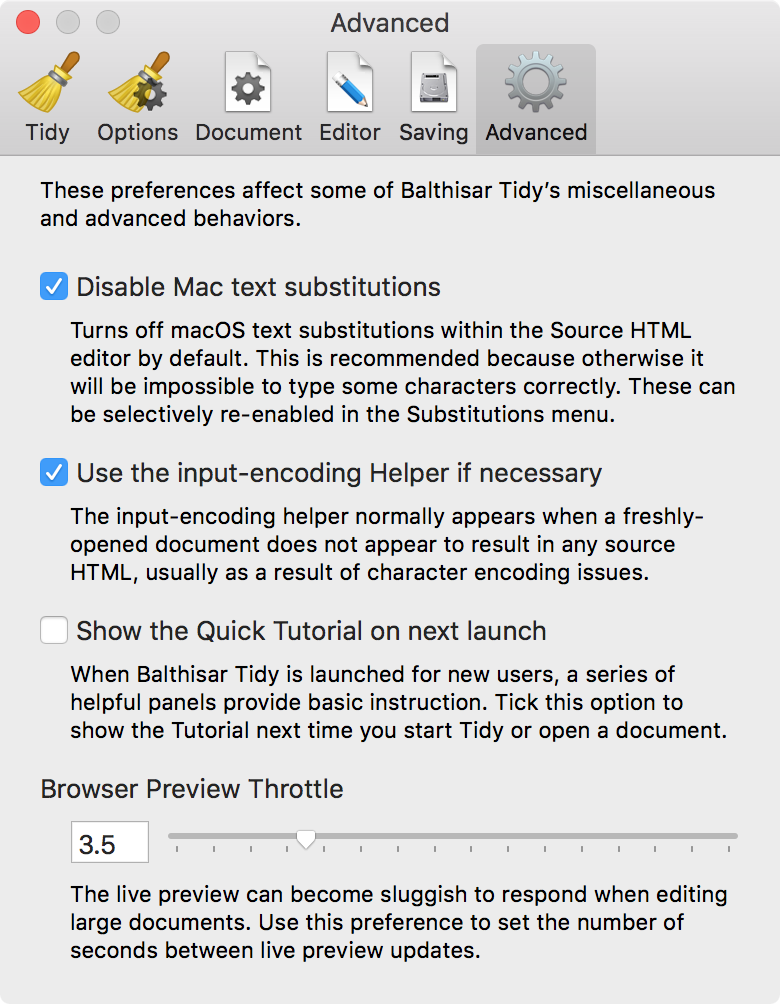 Advanced
Tidy Options Document Editor Saving Advanced
These preferences affect some of Balthisar Tidy’s miscellaneous
and advanced behaviors.
Disable Mac text substitutions
Turns off macOS text substitutions within the Source HTML
editor by default. This is recommended because otherwise it
will be impossible to type some characters correctly. These can
be selectively re-enabled in the Substitutions menu.
Use the input-encoding Helper if necessary
The input-encoding helper normally appears when a freshly-
opened document does not appear to result in any source
HTML, usually as a result of character encoding issues.
Show the Quick Tutorial on next launch
When Balthisar Tidy is launched for new users, a series of
helpful panels provide basic instruction. Tick this option to
show the Tutorial next time you start Tidy or open a document.
Browser Preview Throttle
3.5
The live preview can become sluggish to respond when editing
large documents. Use this preference to set the number of
seconds between live preview updates.